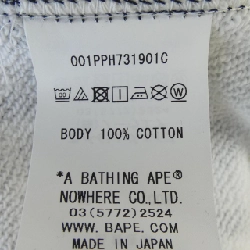 001PPH731901C
BODY 100% COTTON
*A BATHING APE®
NOWHERE CO.,LTD.
03(5772)2524
WWW.BAPE.COM
MADE IN JAPAN